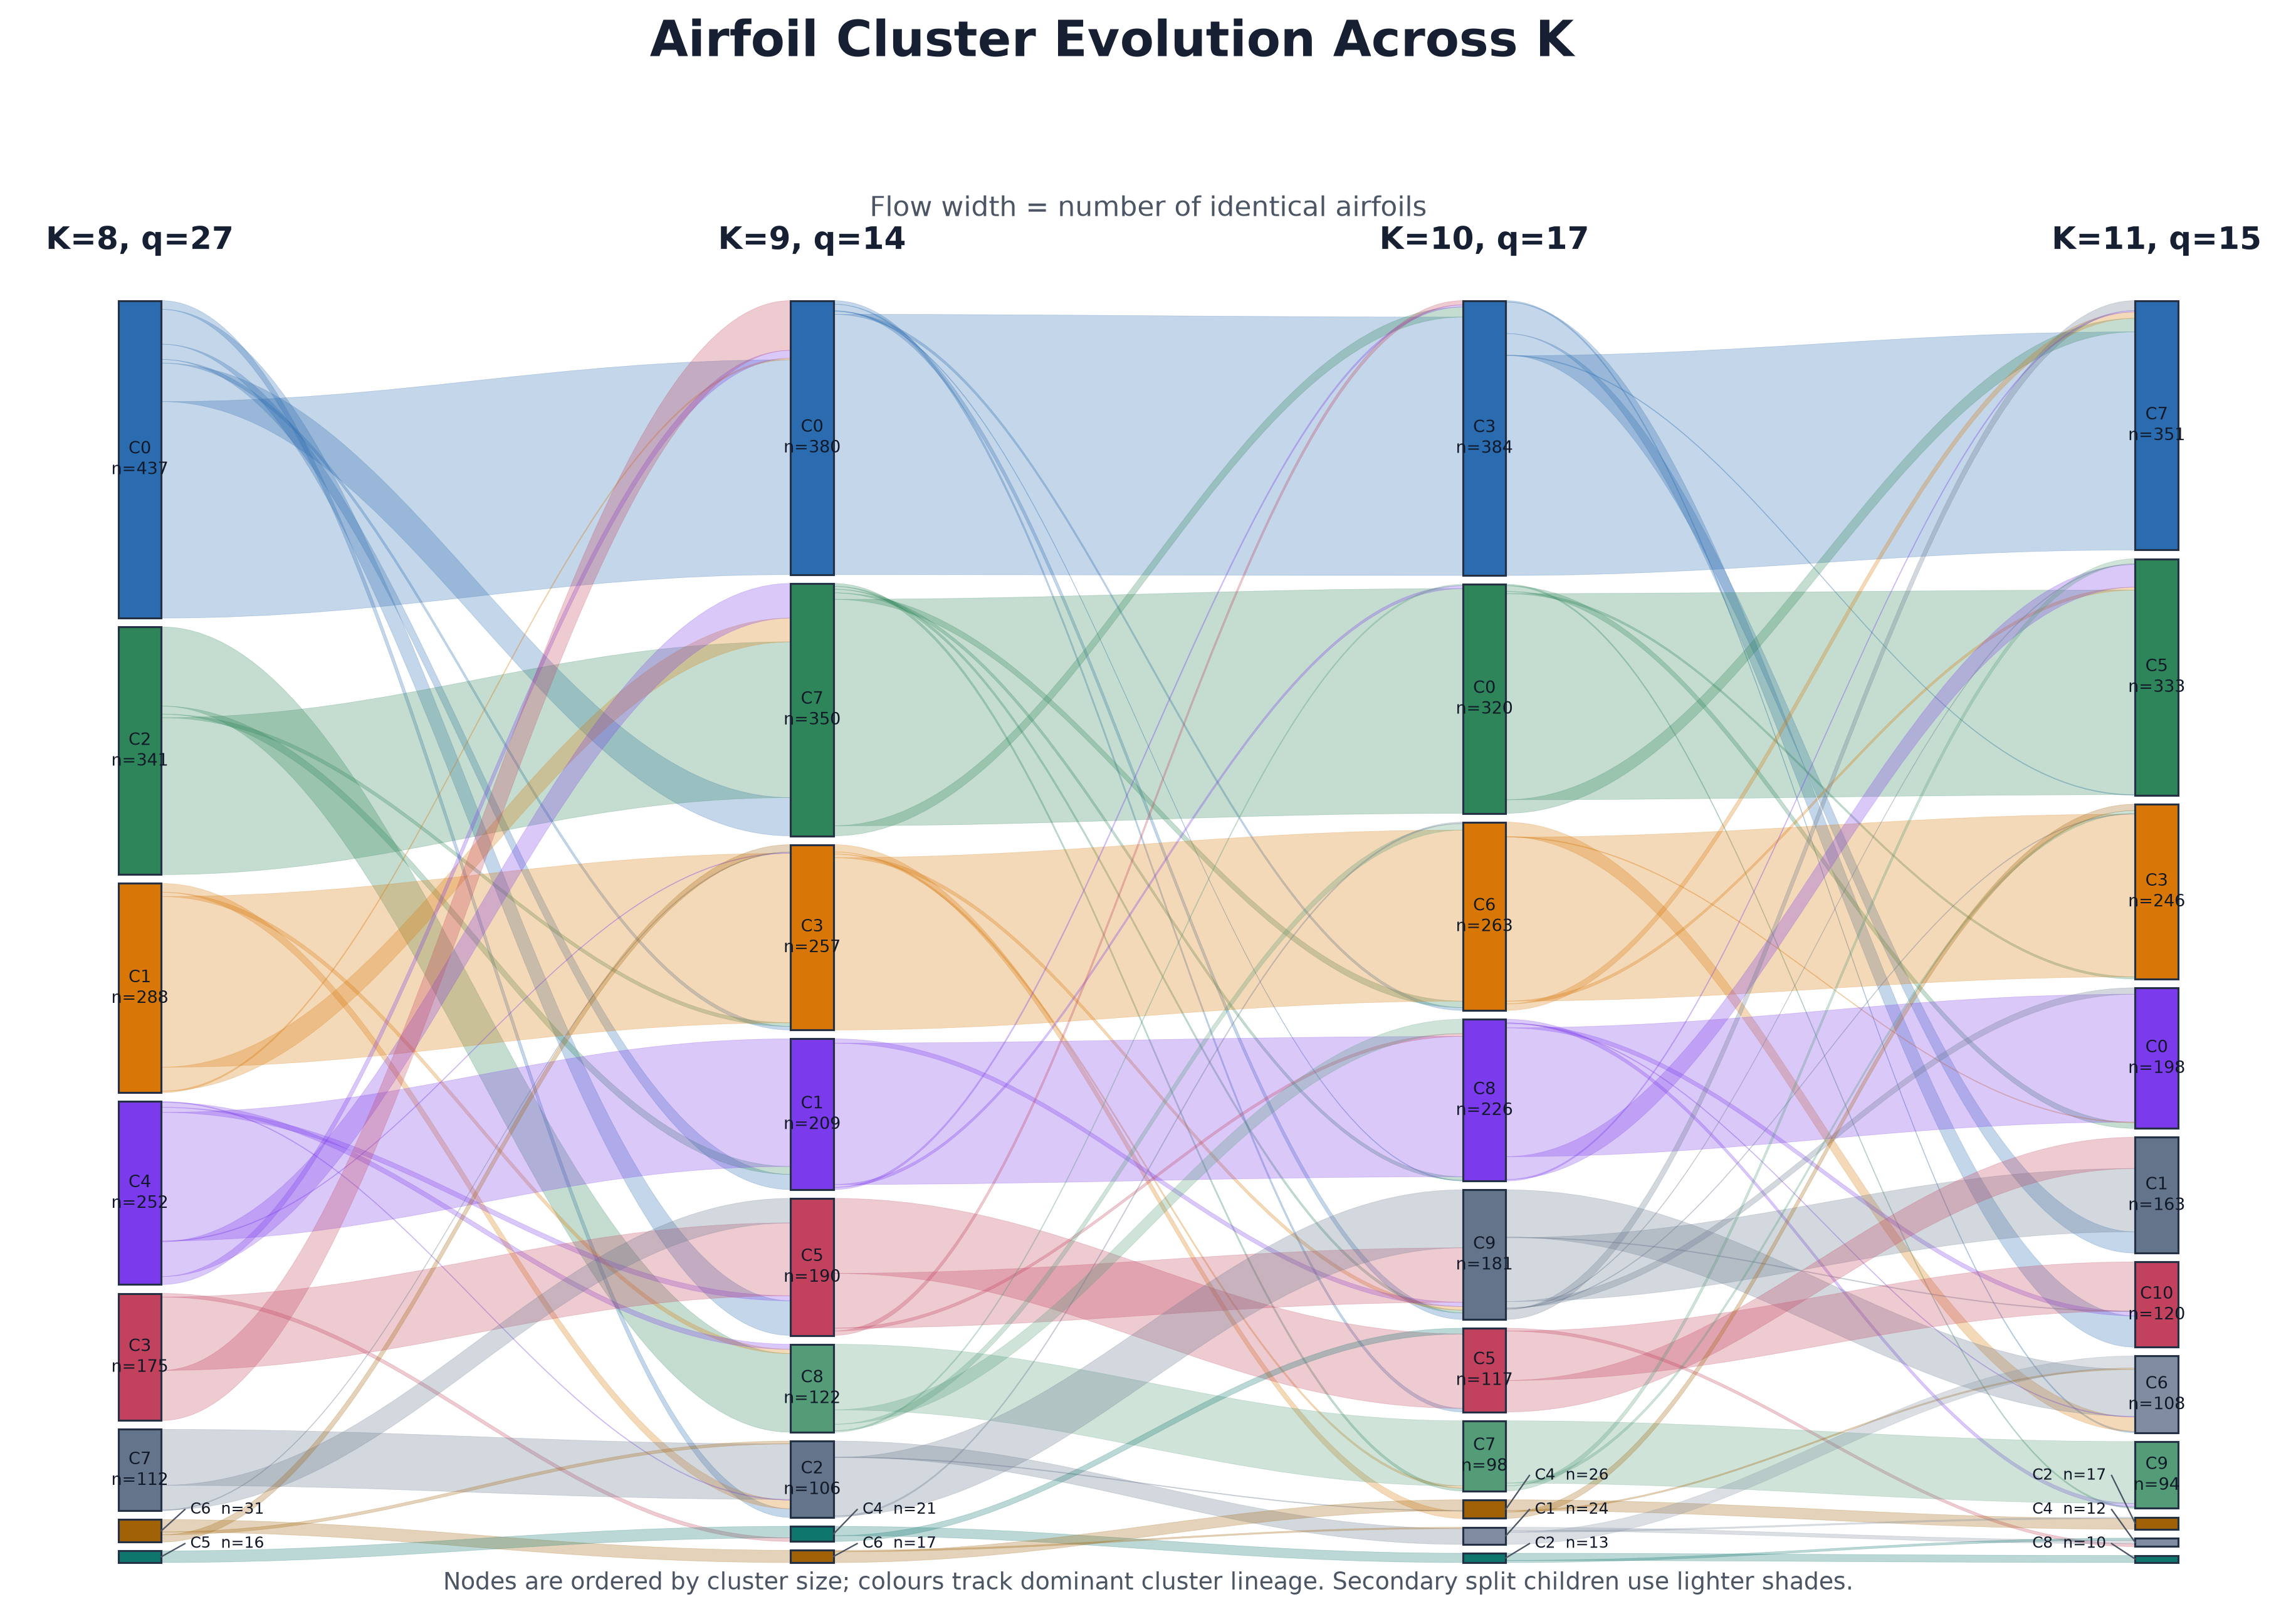 Airfoil Cluster Evolution Across K
Flow width = number of identical airfoils
K=8, q=27
K=9, q=14
K=10, q=17
K=11, q=15
C0
n=437
C2
n=341
C1
n=288
C4
n=252
C3
n=175
C7
n=112
C6 n=31
C5 n=16
C0
n=380
C7
n=350
C3
n=257
C1
n=209
C5
n=190
C8
n=122
C2
n=106
C4 n=21
C6 n=17
C3
n=384
C0
n=320
C6
n=263
C8
n=226
C9
n=181
C5
n=117
C7
n=98
C4 n=26
C1 n=24
C2 n=13
C7
n=351
C5
n=333
C3
n=246
C0
n=198
C1
n=163
C10
n=120
C6
n=108
C9
n=94
C2 n=17
C4 n=12
C8 n=10
Nodes are ordered by cluster size; colours track dominant cluster lineage. Secondary split children use lighter shades.